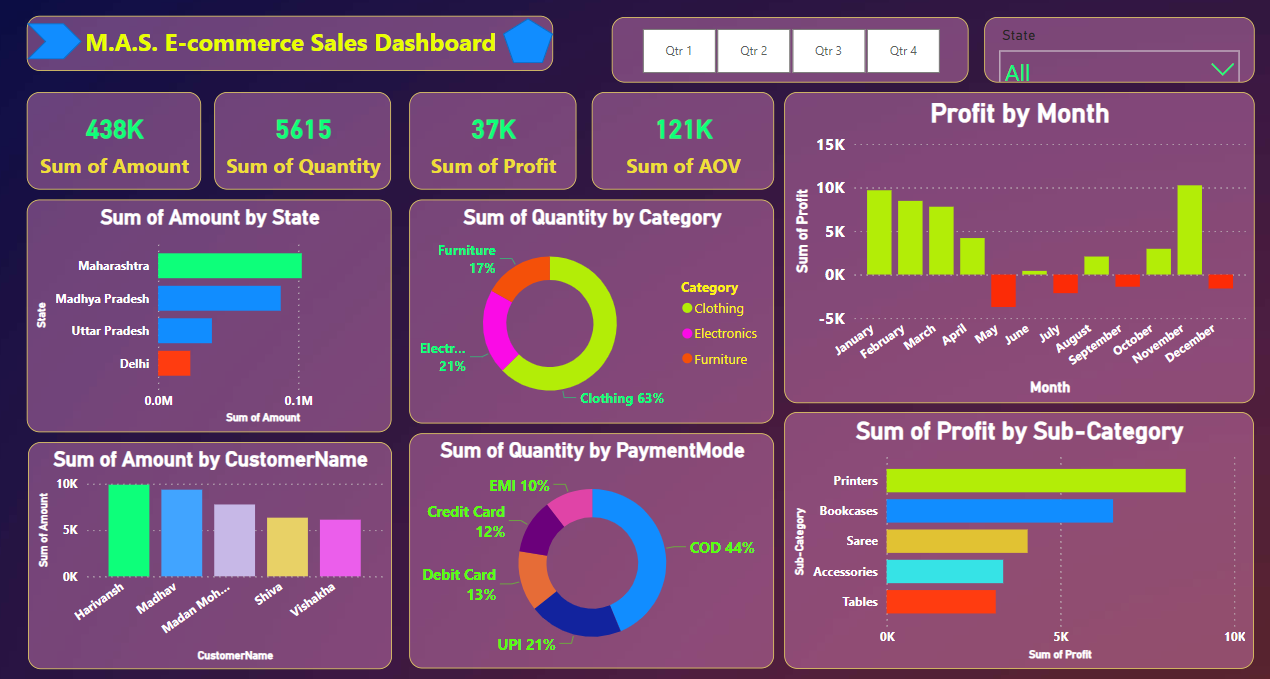 M.A.S. E-commerce Sales Dashboard
Qtr 1
Qtr 2
Qtr 3
Qtr 4
State
All
438K
Sum of Amount
5615
Sum of Quantity
37K
Sum of Profit
121K
Sum of AOV
Sum of Amount by State
State
Maharashtra
Madhya Pradesh
Uttar Pradesh
Delhi
0.0M
0.1M
Sum of Amount
Sum of Quantity by Category
Furniture
17%
Electr...
21%
Clothing 63%
Category
Clothing
Electronics
Furniture
Profit by Month
Sum of Profit
15K
10K
5K
0K
-5K
January
February
March
April
May
June
July
August
September
October
November
December
Month
Sum of Amount by CustomerName
Sum of Amount
10K
5K
0K
Harivansh
Madhav
Madan Moh...
Shiva
Vishakha
CustomerName
Sum of Quantity by PaymentMode
EMI 10%
Credit Card
12%
Debit Card
13%
UPI 21%
COD 44%
Sum of Profit by Sub-Category
Sub-Category
Printers
Bookcases
Saree
Accessories
Tables
0K
5K
10K
Sum of Profit